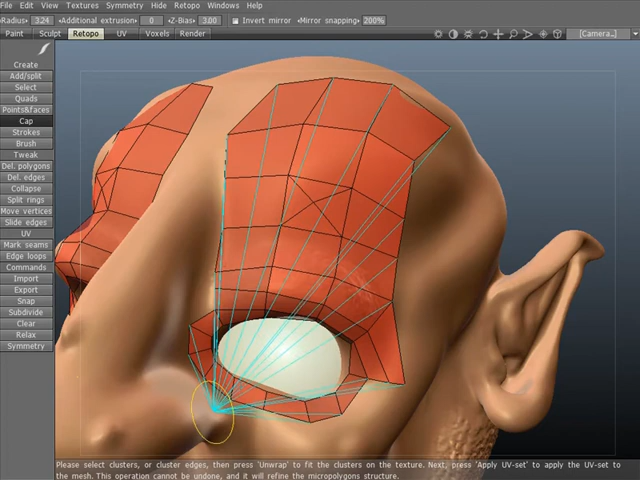 File Edit View Textures Symmetry Hide Retopo Windows Help
Radius: 3.24 Additional extrusion: 0 Z-Bias: 3.00 Invert mirror Mirror snapping: 200%
Paint Sculpt Retopo UV Voxels Render [Camera...]
Create
Add/split
Select
Quads
Points&faces
Cap
Strokes
Brush
Tweak
Del. polygons
Del. edges
Collapse
Split rings
Move vertices
Slide edges
UV
Mark seams
Edge loops
Commands
Import
Export
Snap
Subdivide
Clear
Relax
Symmetry
Please select clusters, or cluster edges, then press 'Unwrap' to fit the clusters on the texture. Next, press 'Apply UV-set' to apply the UV-set to
the mesh. This operation cannot be undone, and it will refine the micropolygons structure.